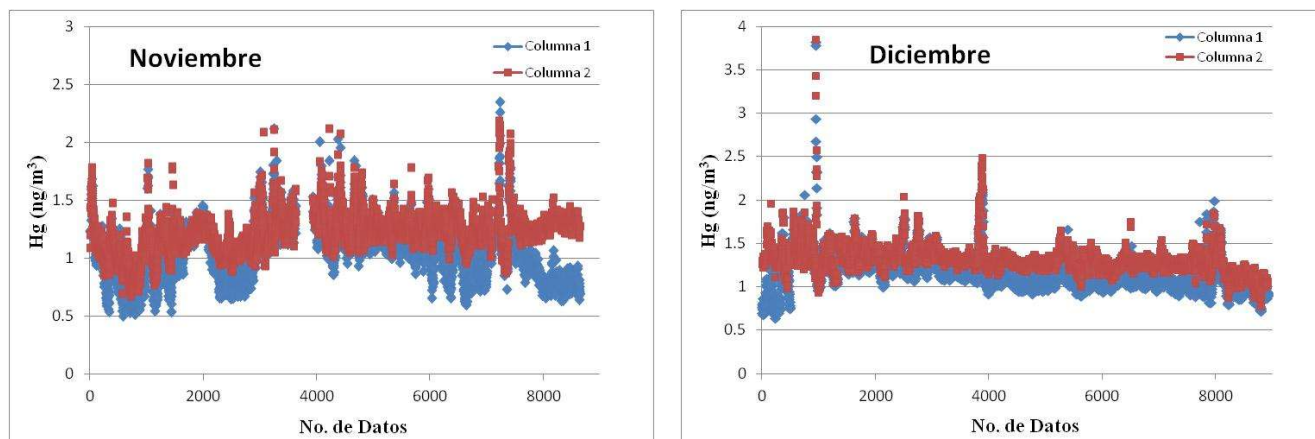 Noviembre
Columna 1
Columna 2
3
2.5
2
1.5
1
0.5
0
Hg (ng/m³)
0
2000
4000
6000
8000
No. de Datos
Diciembre
Columna 1
Columna 2
4
3.5
3
2.5
2
1.5
1
0.5
0
Hg (ng/m³)
0
2000
4000
6000
8000
No. de Datos